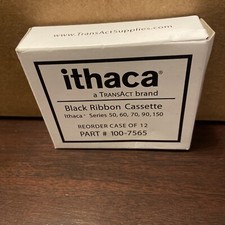 www.TransActSupplies.com
ithaca®
a TRANSACT brand
Black Ribbon Cassette
Ithaca® Series 50, 60, 70, 90, 150
REORDER CASE OF 12
PART # 100-7565